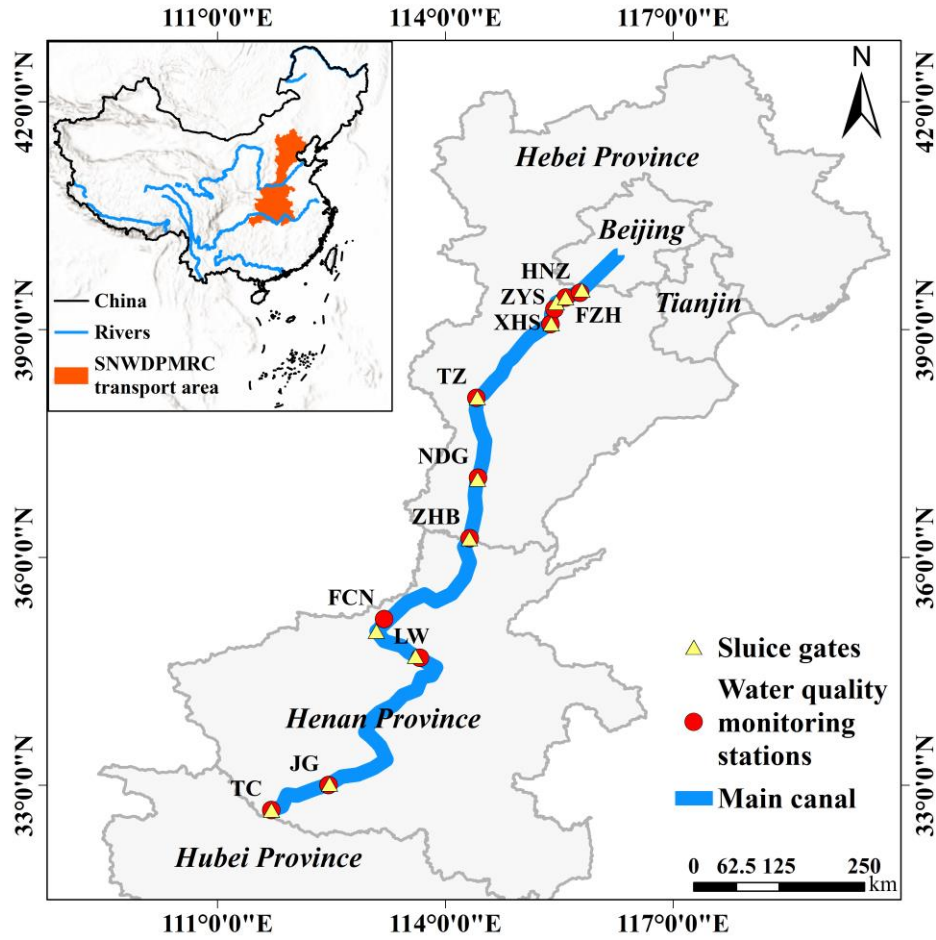 111°0'0"E
114°0'0"E
117°0'0"E
N
42°0'0"N
42°0'0"N
China
Rivers
SNWDPMRC
transport area
Hebei Province
Beijing
HNZ
ZYS
FZH
Tianjin
XHS
39°0'0"N
39°0'0"N
TZ
NDG
ZHB
36°0'0"N
36°0'0"N
FCN
LW
Sluice gates
Water quality
monitoring
stations
Henan Province
JG
Main canal
TC
33°0'0"N
33°0'0"N
Hubei Province
0 62.5 125 250
km
111°0'0"E
114°0'0"E
117°0'0"E